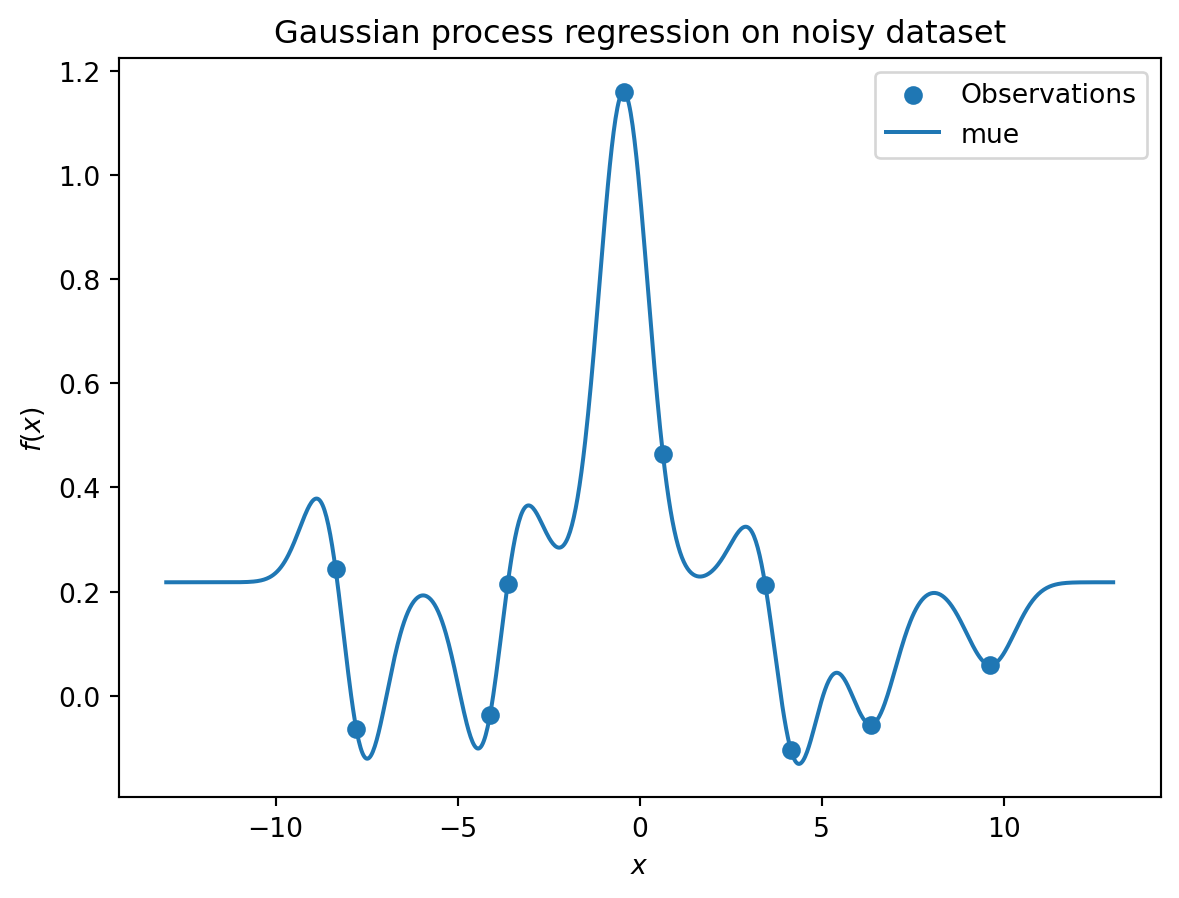 Gaussian process regression on noisy dataset
1.2
1.0
0.8
0.6
0.4
0.2
0.0
f(x)
Observations
mue
−10
−5
0
5
10
x